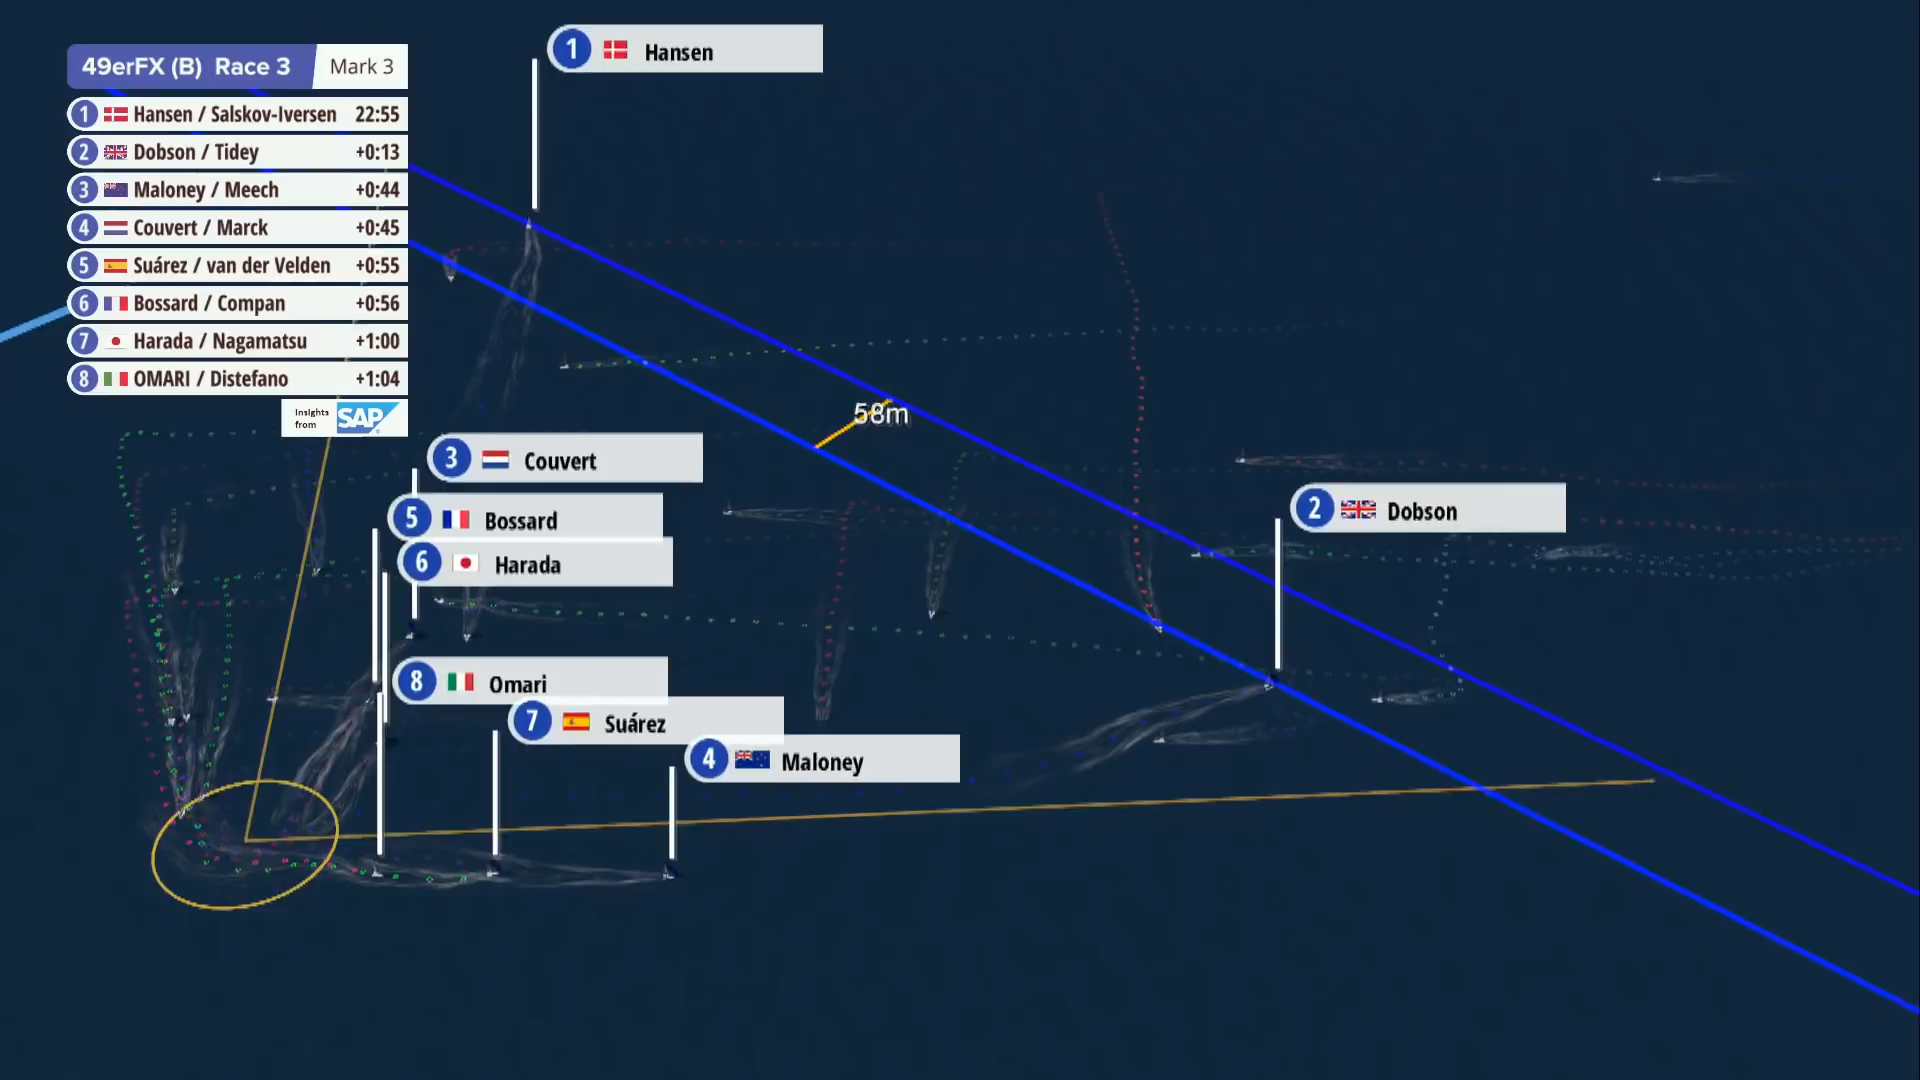 49erFX (B) Race 3 Mark 3
1 Hansen / Salskov-Iversen 22:55
2 Dobson / Tidey +0:13
3 Maloney / Meech +0:44
4 Couvert / Marck +0:45
5 Suárez / van der Velden +0:55
6 Bossard / Compan +0:56
7 Harada / Nagamatsu +1:00
8 OMARI / Distefano +1:04
Insights from SAP
1 Hansen
58m
3 Couvert
2 Dobson
5 Bossard
6 Harada
8 Omari
7 Suárez
4 Maloney